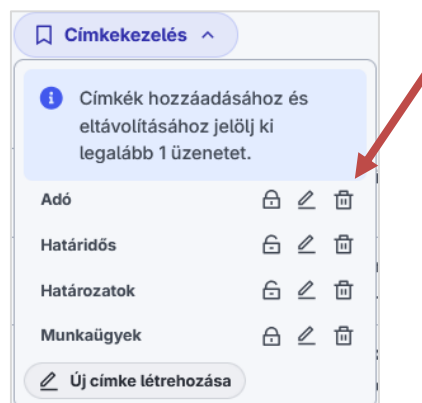 Címkekezelés
Címkék hozzáadásához és
eltávolításához jelölj ki
legalább 1 üzenetet.
Adó
Határidős
Határozatok
Munkaügyek
Új címke létrehozása